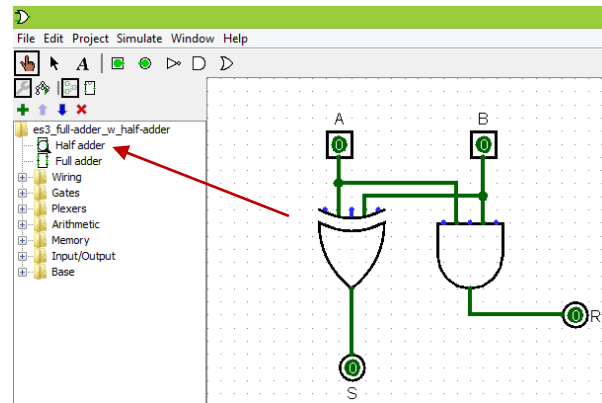 File Edit Project Simulate Window Help
A
es3_full-adder_w_half-adder
Half adder
Full adder
Wiring
Gates
Plexers
Arithmetic
Memory
Input/Output
Base
A B
0 0
0 R
0
S